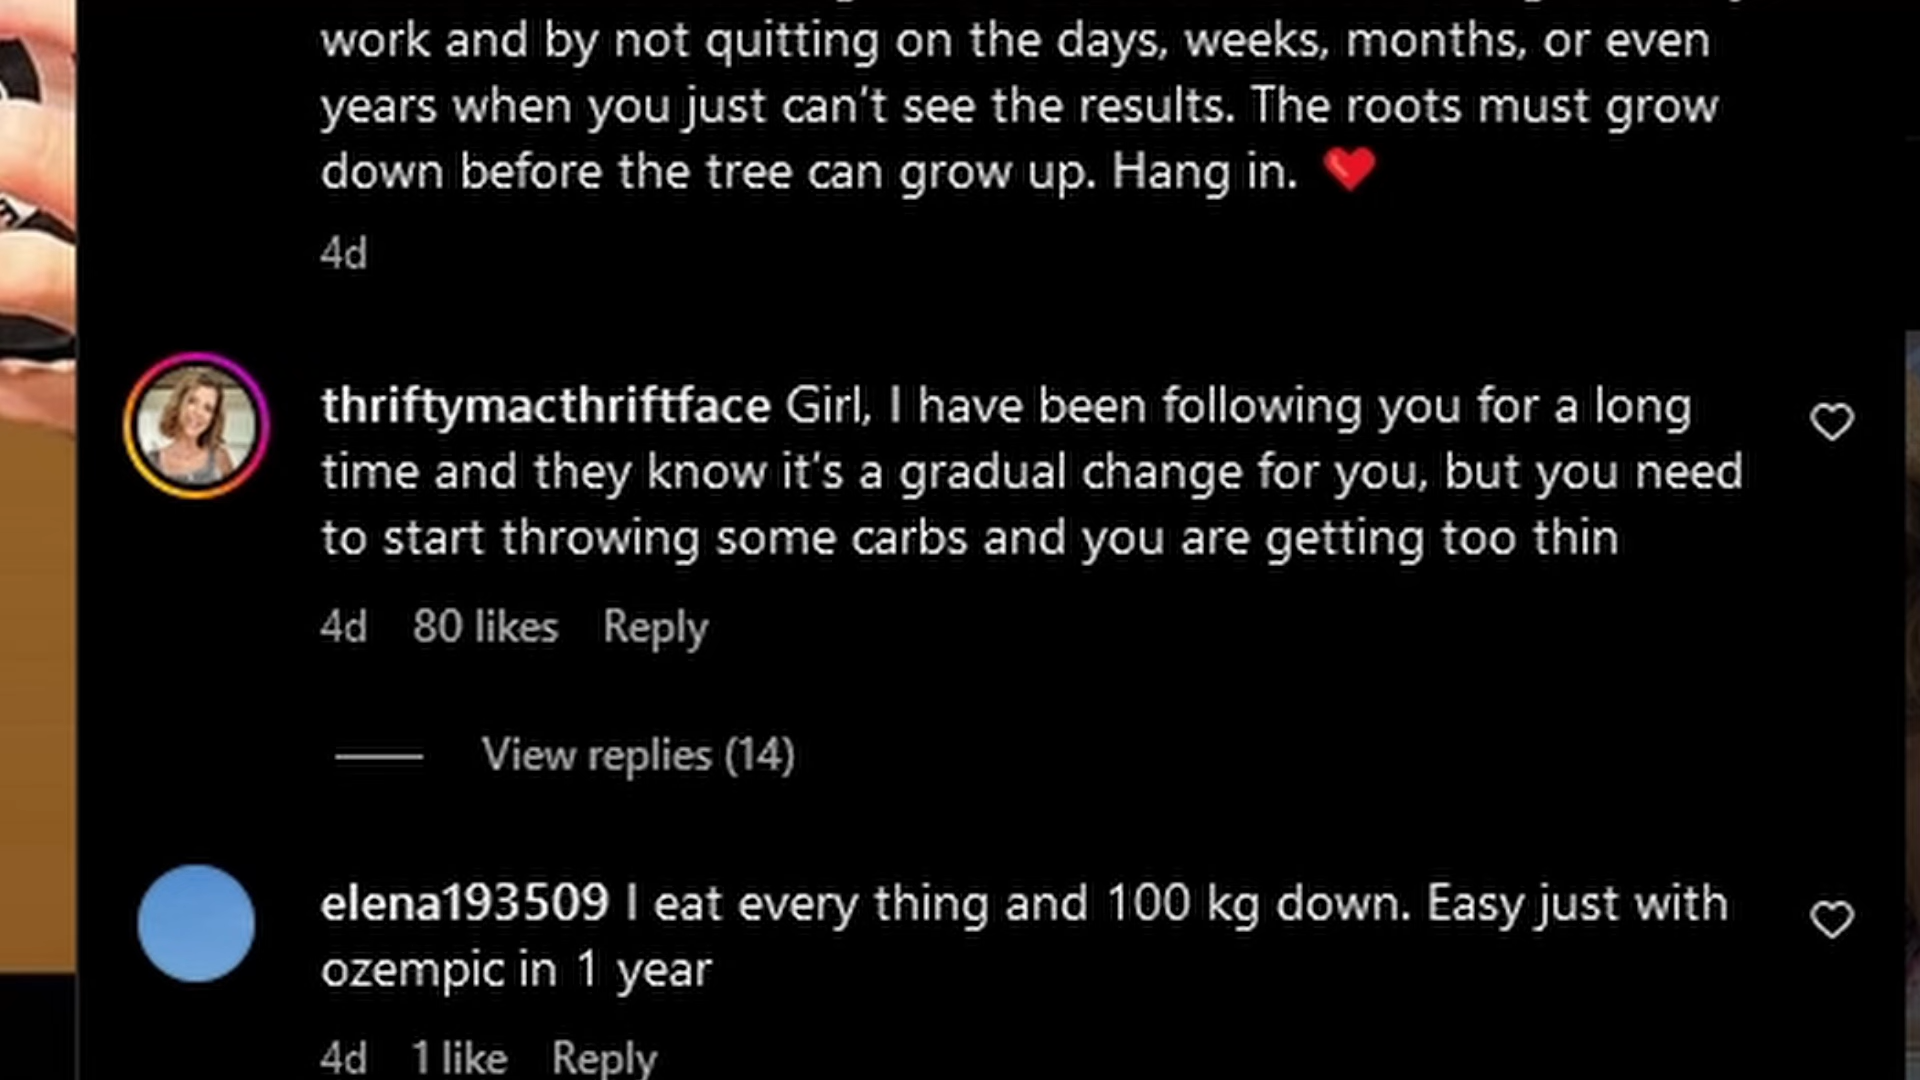 work and by not quitting on the days, weeks, months, or even
years when you just can't see the results. The roots must grow
down before the tree can grow up. Hang in. ❤️
4d
thriftymacthriftface Girl, I have been following you for a long
time and they know it's a gradual change for you, but you need
to start throwing some carbs and you are getting too thin
4d 80 likes Reply
View replies (14)
elena193509 I eat every thing and 100 kg down. Easy just with
ozempic in 1 year
4d 1 like Reply